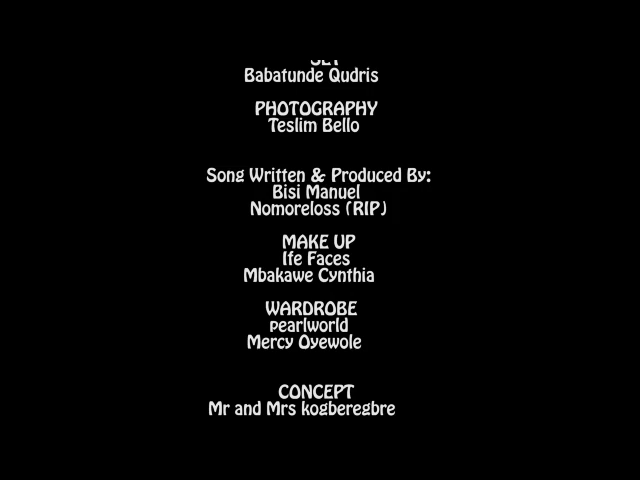 SET
Babatunde Qudris
PHOTOGRAPHY
Teslim Bello
Song Written & Produced By:
Bisi Manuel
Nomoreloss (RIP)
MAKE UP
Ife Faces
Mbakawe Cynthia
WARDROBE
pearlworld
Mercy Oyewole
CONCEPT
Mr and Mrs kogberegbre